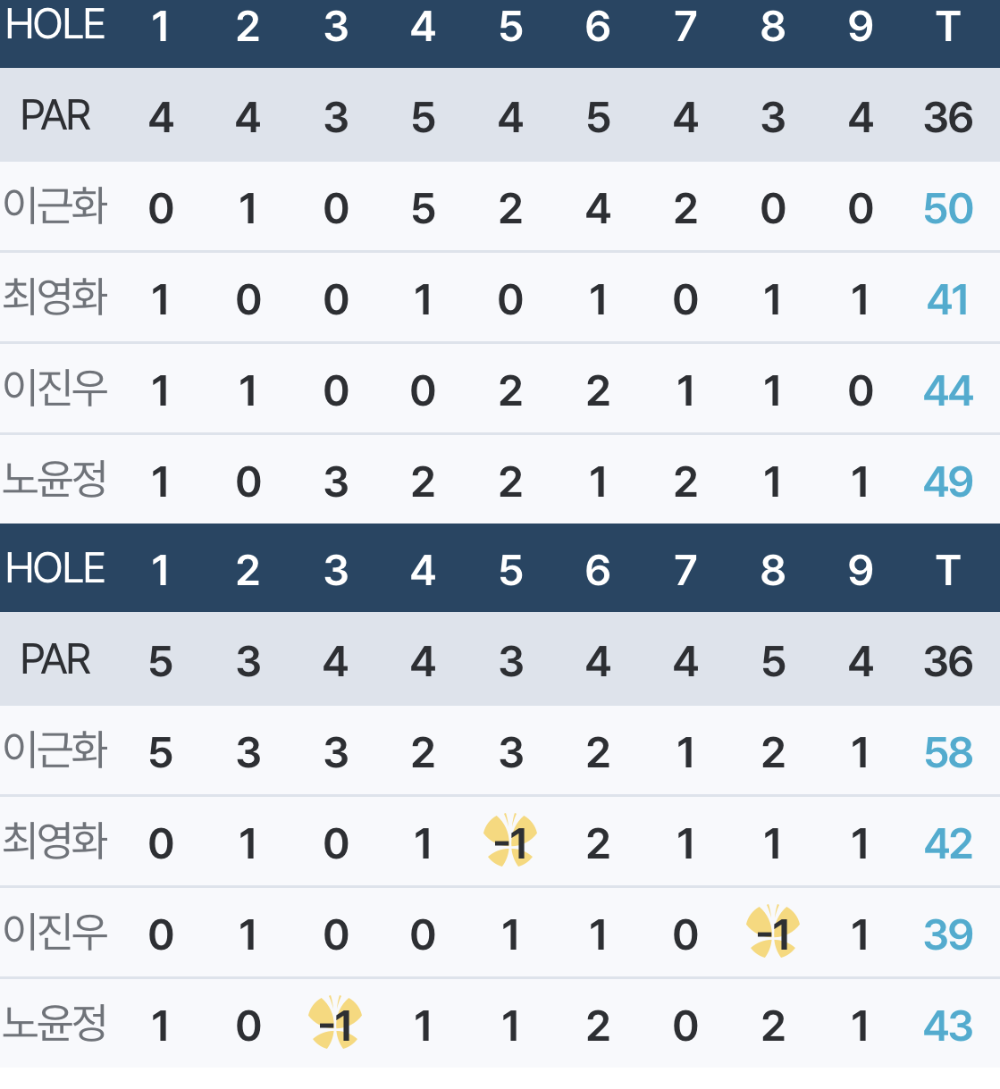 HOLE 1 2 3 4 5 6 7 8 9 T
PAR 4 4 3 5 4 5 4 3 4 36
이근화 0 1 0 5 2 4 2 0 0 50
최영화 1 0 0 1 0 1 0 1 1 41
이진우 1 1 0 0 2 2 1 1 0 44
노윤정 1 0 3 2 2 1 2 1 1 49
HOLE 1 2 3 4 5 6 7 8 9 T
PAR 5 3 4 4 3 4 4 5 4 36
이근화 5 3 3 2 3 2 1 2 1 58
최영화 0 1 0 1 -1 2 1 1 1 42
이진우 0 1 0 0 1 1 0 -1 1 39
노윤정 1 0 -1 1 1 2 0 2 1 43